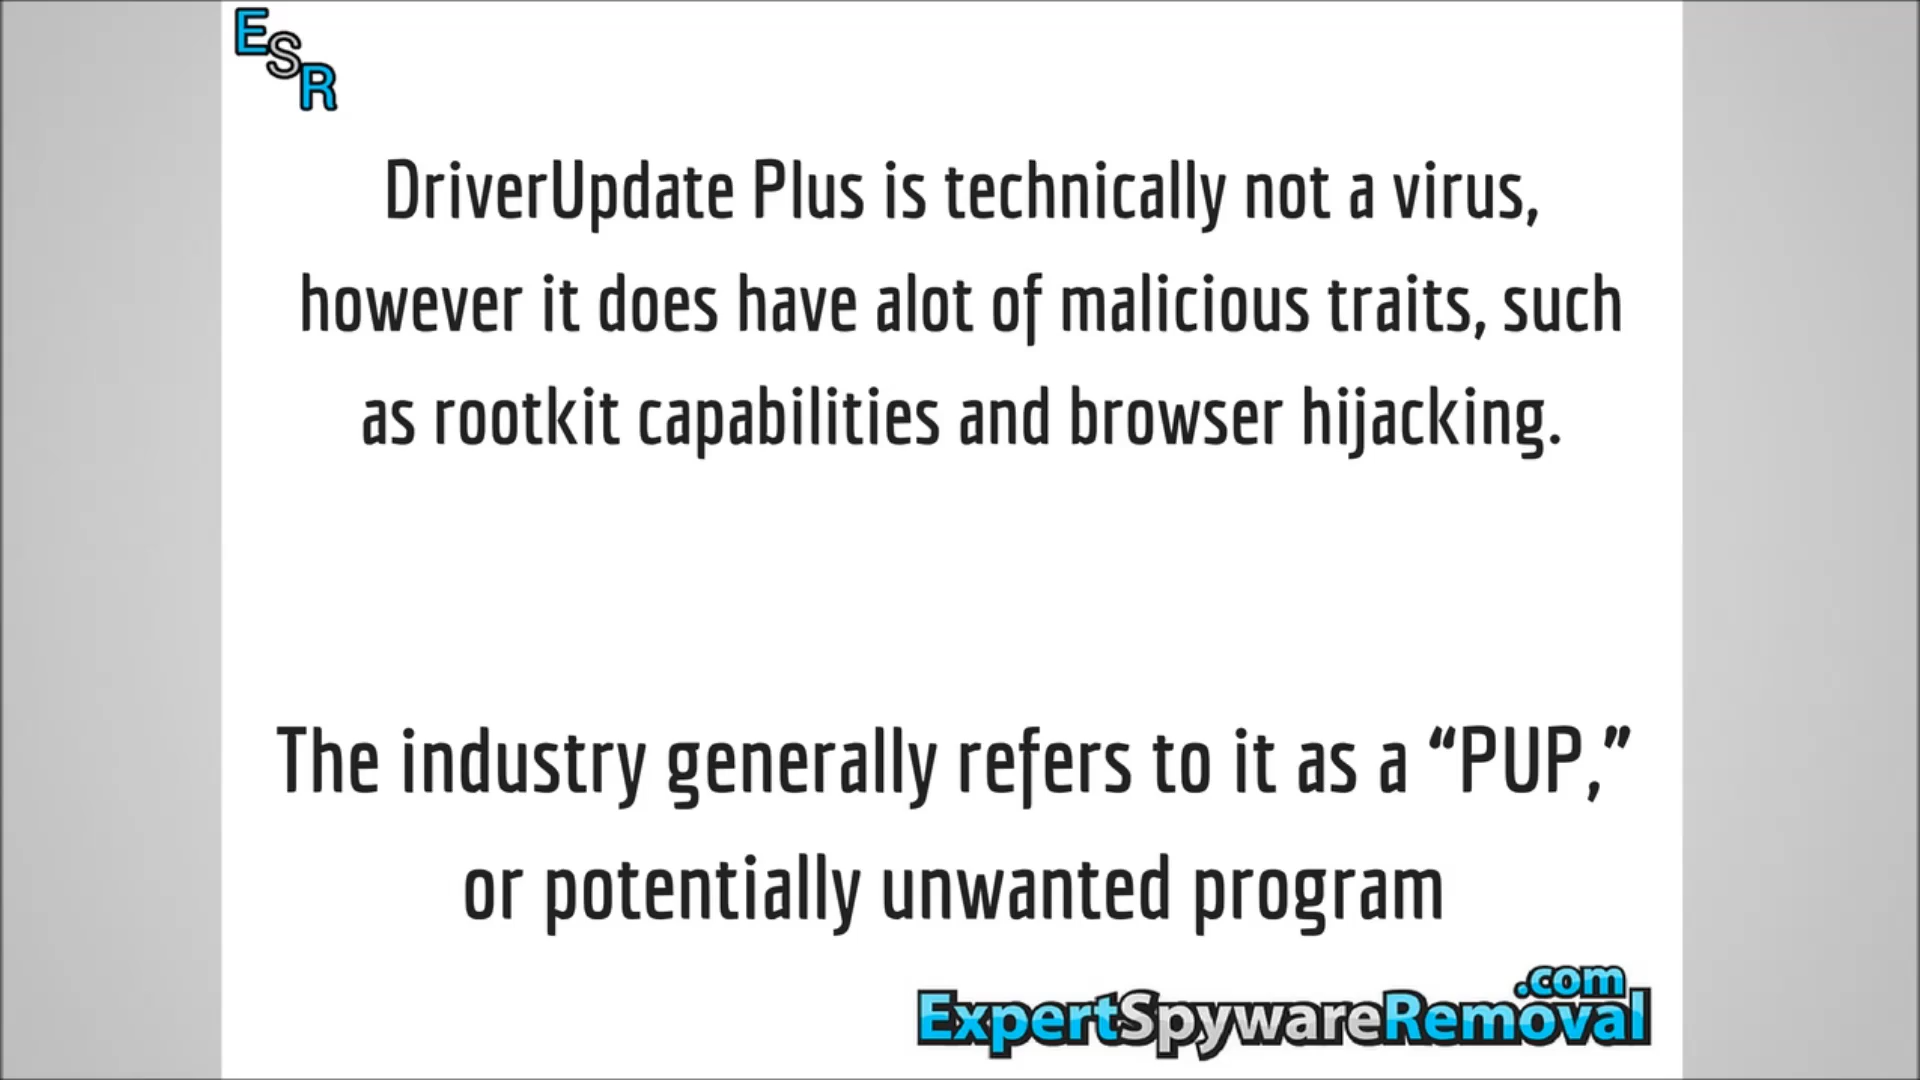 ESR
DriverUpdate Plus is technically not a virus,
however it does have alot of malicious traits, such
as rootkit capabilities and browser hijacking.
The industry generally refers to it as a “PUP,”
or potentially unwanted program
.com
ExpertSpywareRemoval